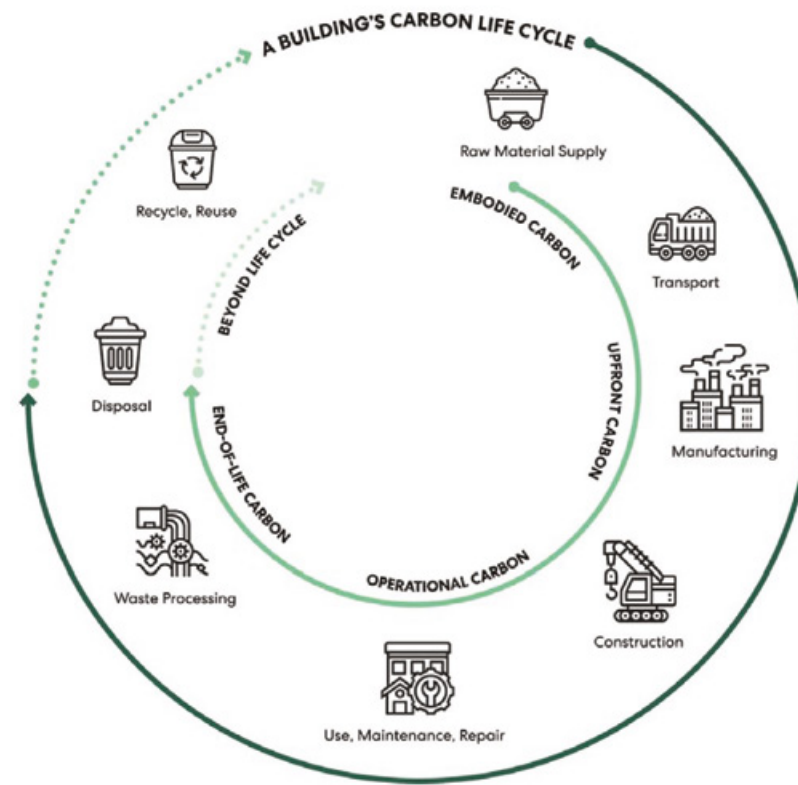 A BUILDING'S CARBON LIFE CYCLE
Raw Material Supply
EMBODIED CARBON
Transport
UPFRONT CARBON
Manufacturing
Construction
OPERATIONAL CARBON
Use, Maintenance, Repair
END-OF-LIFE CARBON
Waste Processing
Disposal
BEYOND LIFE CYCLE
Recycle, Reuse